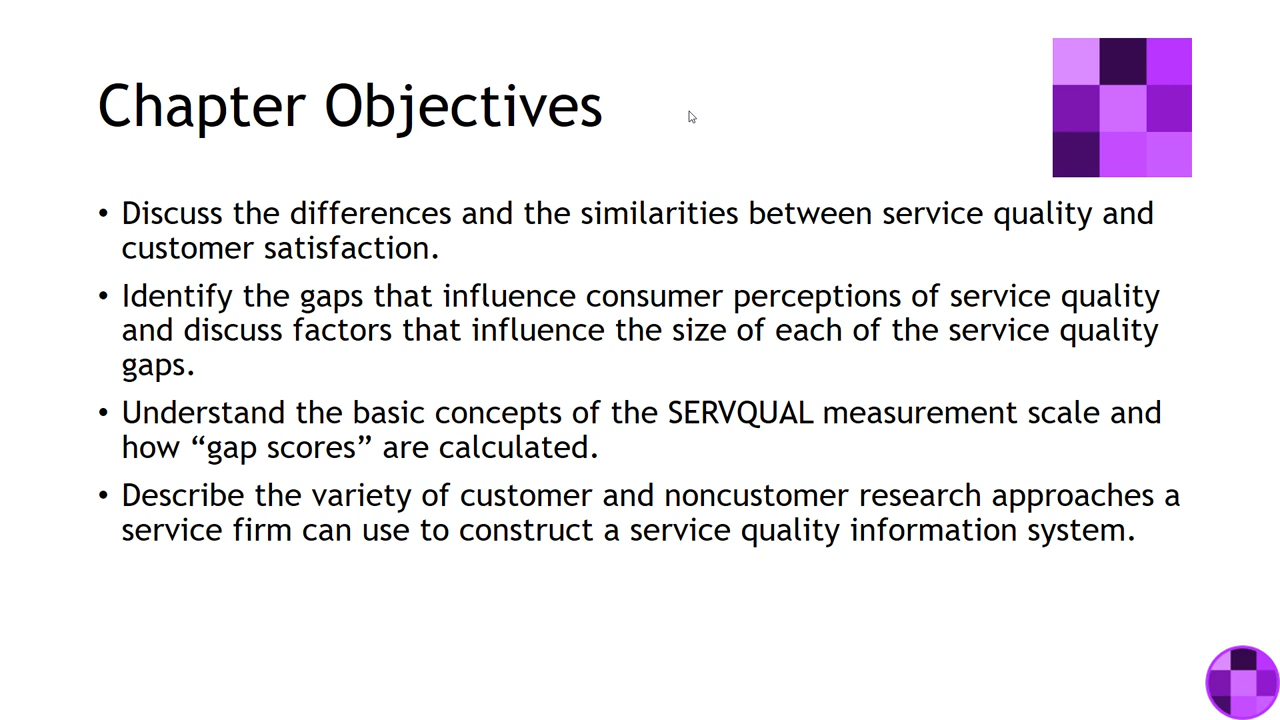 Chapter Objectives
• Discuss the differences and the similarities between service quality and
customer satisfaction.
• Identify the gaps that influence consumer perceptions of service quality
and discuss factors that influence the size of each of the service quality
gaps.
• Understand the basic concepts of the SERVQUAL measurement scale and
how “gap scores” are calculated.
• Describe the variety of customer and noncustomer research approaches a
service firm can use to construct a service quality information system.